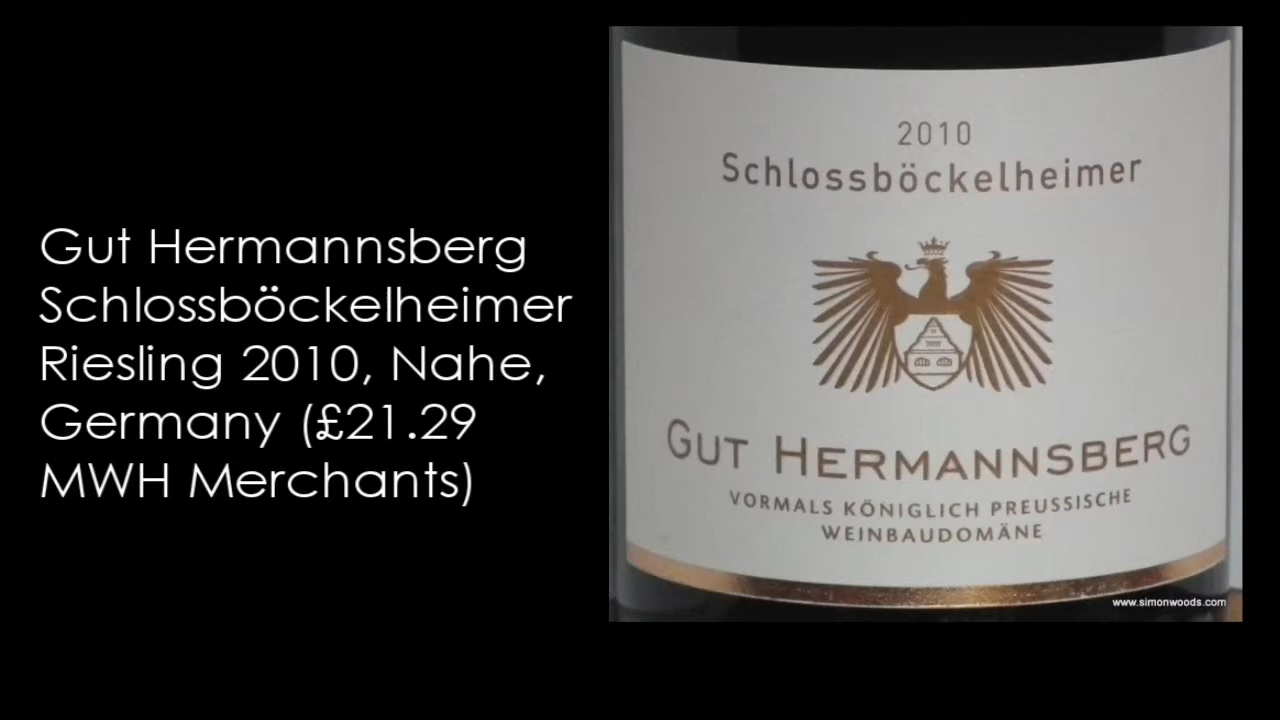 Gut Hermannsberg
Schlossböckelheimer
Riesling 2010, Nahe,
Germany (£21.29
MWH Merchants)
2010
Schlossböckelheimer
GUT HERMANNSBERG
VORMALS KÖNIGLICH PREUSSISCHE
WEINBAUDOMÄNE
www.simonwoods.com